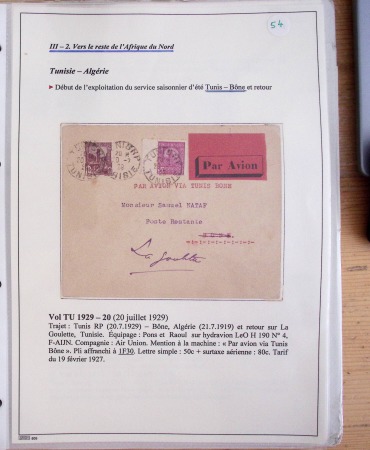 54
III – 2. Vers le reste de l'Afrique du Nord
Tunisie – Algérie
► Début de l'exploitation du service saisonnier d'été Tunis – Bône et retour
Par Avion
PAR AVION VIA TUNIS BONE
Monsieur Samuel NATAF
Poste Restante
BONE
La Goulette
Vol TU 1929 – 20 (20 juillet 1929)
Trajet : Tunis RP (20.7.1929) – Bône, Algérie (21.7.1919) et retour sur La
Goulette, Tunisie. Équipage : Pons et Raoul sur hydravion LeO H 190 N° 4,
F-AIJN. Compagnie : Air Union. Mention à la machine : « Par avion via Tunis
Bône ». Pli affranchi à 1F30. Lettre simple : 50c + surtaxe aérienne : 80c. Tarif
du 19 février 1927.